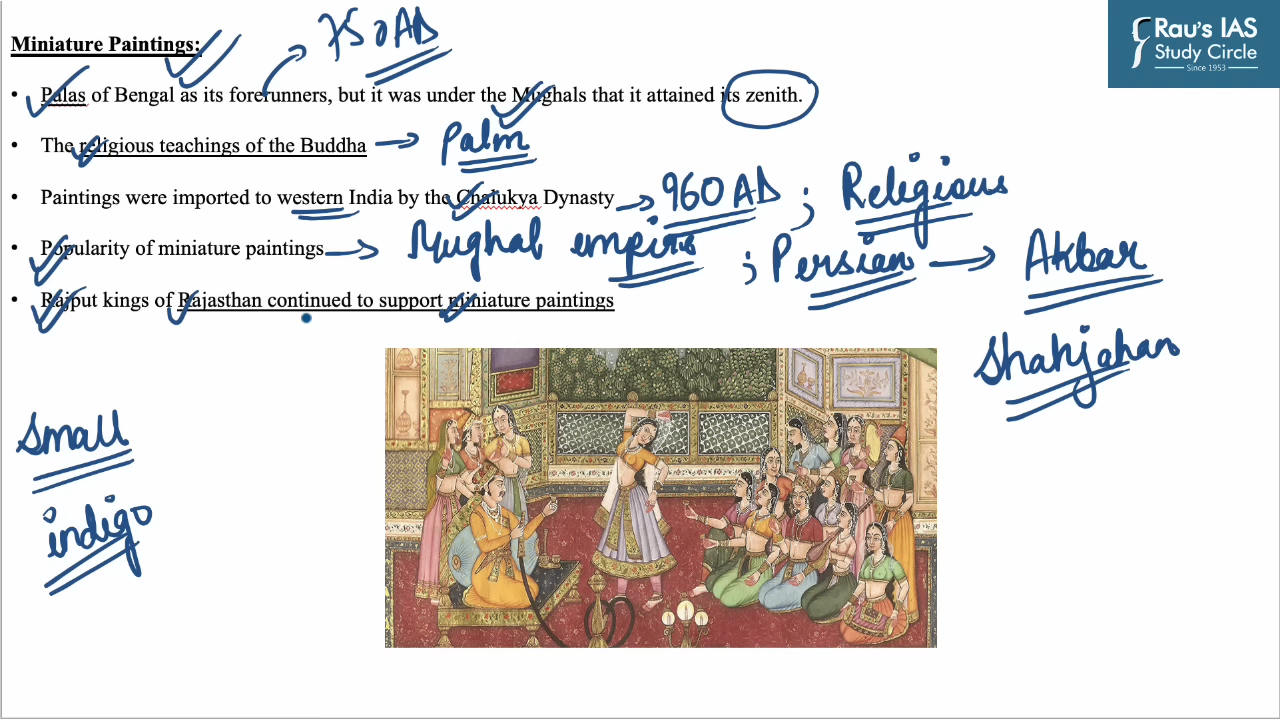 Rau's IAS
Study Circle
Since 1953
Miniature Paintings:
750 AD
• Palas of Bengal as its forerunners, but it was under the Mughals that it attained its zenith.
• The religious teachings of the Buddha → Palm
• Paintings were imported to western India by the Chalukya Dynasty → 960 AD ; Religious
• Popularity of miniature paintings → Mughal empire ; Persian → Akbar
• Rajput kings of Rajasthan continued to support miniature paintings
Shahjahan
Small
indigo